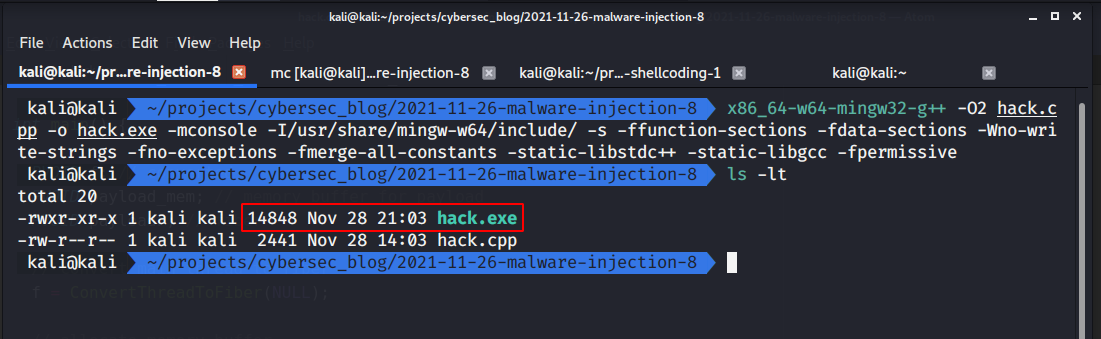 kali@kali:~/projects/cybersec_blog/2021-11-26-malware-injection-8
File Actions Edit View Help
kali@kali:~/pr...re-injection-8 mc [kali@kali]...re-injection-8 kali@kali:~/pr...-shellcoding-1 kali@kali:~
kali@kali ~/projects/cybersec_blog/2021-11-26-malware-injection-8 x86_64-w64-mingw32-g++ -O2 hack.c
pp -o hack.exe -mconsole -I/usr/share/mingw-w64/include/ -s -ffunction-sections -fdata-sections -Wno-wri
te-strings -fno-exceptions -fmerge-all-constants -static-libstdc++ -static-libgcc -fpermissive
kali@kali ~/projects/cybersec_blog/2021-11-26-malware-injection-8 ls -lt
total 20
-rwxr-xr-x 1 kali kali 14848 Nov 28 21:03 hack.exe
-rw-r--r-- 1 kali kali 2441 Nov 28 14:03 hack.cpp
kali@kali ~/projects/cybersec_blog/2021-11-26-malware-injection-8
f = ConvertThreadToFiber(NULL);